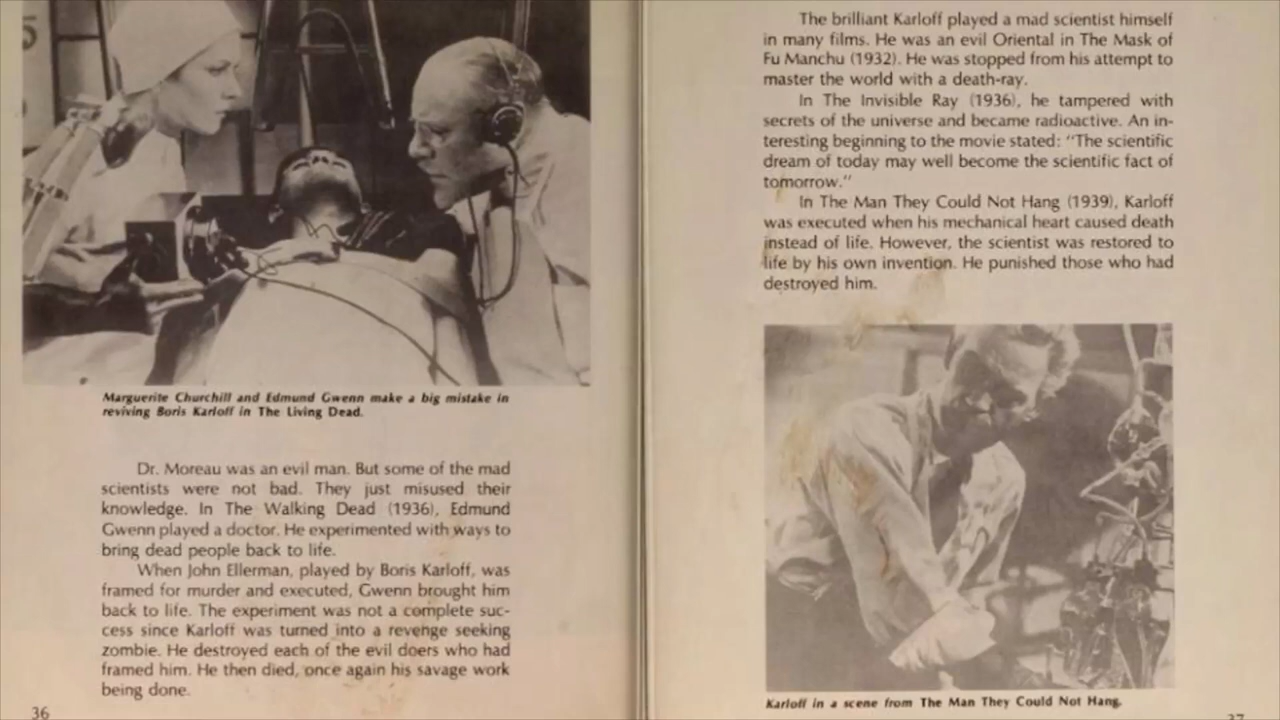 Marguerite Churchill and Edmund Gwenn make a big mistake in
reviving Boris Karloff in The Living Dead.
Dr. Moreau was an evil man. But some of the mad
scientists were not bad. They just misused their
knowledge. In The Walking Dead (1936), Edmund
Gwenn played a doctor. He experimented with ways to
bring dead people back to life.
When John Ellerman, played by Boris Karloff, was
framed for murder and executed, Gwenn brought him
back to life. The experiment was not a complete suc-
cess since Karloff was turned into a revenge seeking
zombie. He destroyed each of the evil doers who had
framed him. He then died, once again his savage work
being done.
36
The brilliant Karloff played a mad scientist himself
in many films. He was an evil Oriental in The Mask of
Fu Manchu (1932). He was stopped from his attempt to
master the world with a death-ray.
In The Invisible Ray (1936), he tampered with
secrets of the universe and became radioactive. An in-
teresting beginning to the movie stated: "The scientific
dream of today may well become the scientific fact of
tomorrow."
In The Man They Could Not Hang (1939), Karloff
was executed when his mechanical heart caused death
instead of life. However, the scientist was restored to
life by his own invention. He punished those who had
destroyed him.
Karloff in a scene from The Man They Could Not Hang.
37